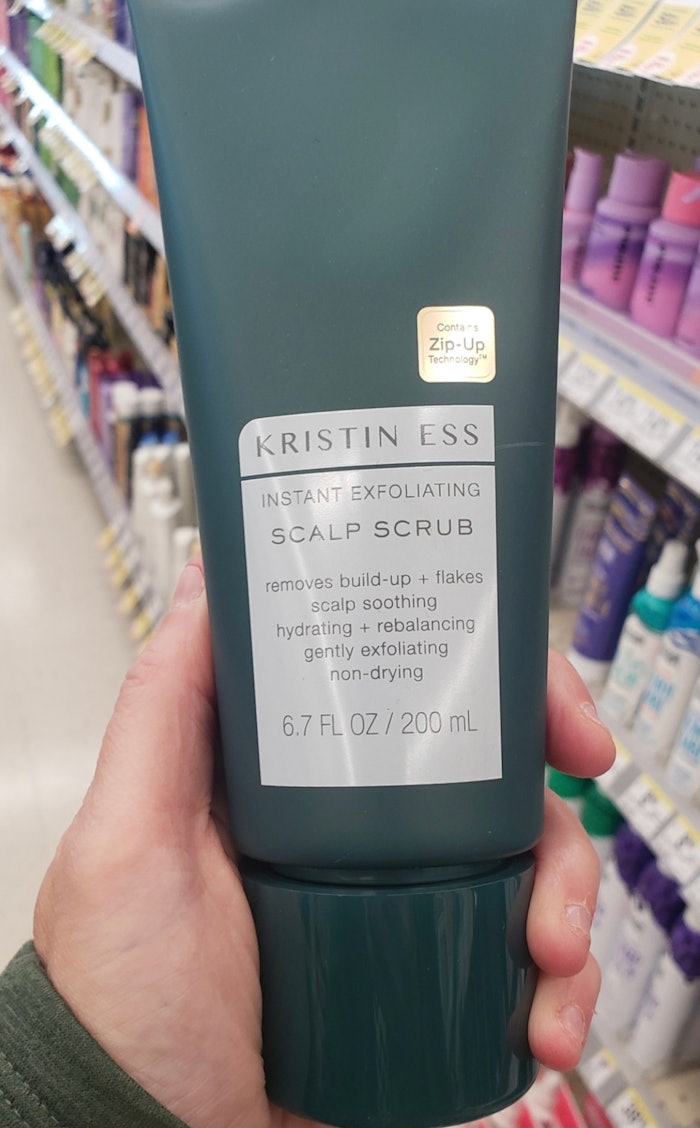 Contains
Zip-Up
Technology™
KRISTIN ESS
INSTANT EXFOLIATING
SCALP SCRUB
removes build-up + flakes
scalp soothing
hydrating + rebalancing
gently exfoliating
non-drying
6.7 FL OZ / 200 mL